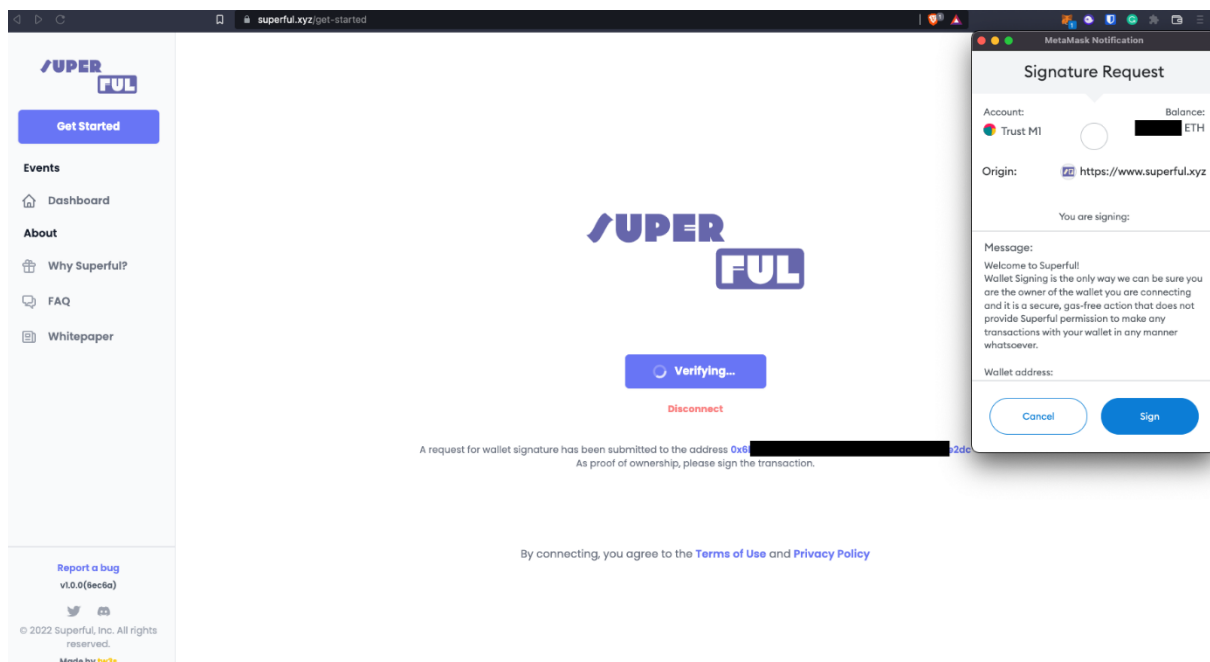 superful.xyz/get-started
SUPER
FUL
Get Started
Events
Dashboard
About
Why Superful?
FAQ
Whitepaper
Report a bug
v1.0.0(6ec6a)
© 2022 Superful, Inc. All rights
reserved.
Made by
SUPER
FUL
Verifying...
Disconnect
A request for wallet signature has been submitted to the address 0x6
As proof of ownership, please sign the transaction.
By connecting, you agree to the Terms of Use and Privacy Policy
MetaMask Notification
Signature Request
Account:
Balance:
Trust M1
ETH
Origin:
https://www.superful.xyz
You are signing:
Message:
Welcome to Superful!
Wallet Signing is the only way we can be sure you
are the owner of the wallet you are connecting
and it is a secure, gas-free action that does not
provide Superful permission to make any
transactions with your wallet in any manner
whatsoever.
Wallet address:
Cancel
Sign